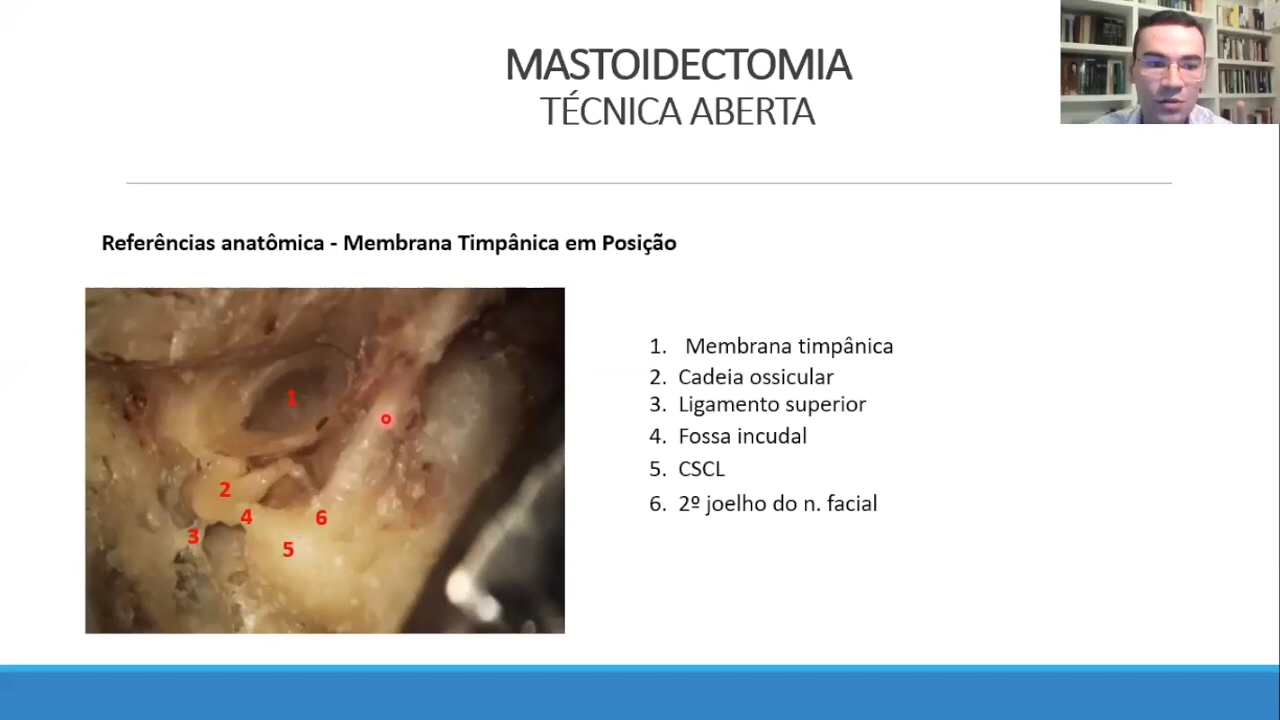 MASTOIDECTOMIA
TÉCNICA ABERTA
Referências anatômica - Membrana Timpânica em Posição
1
2
4
6
3
5
1. Membrana timpânica
2. Cadeia ossicular
3. Ligamento superior
4. Fossa incudal
5. CSCL
6. 2º joelho do n. facial